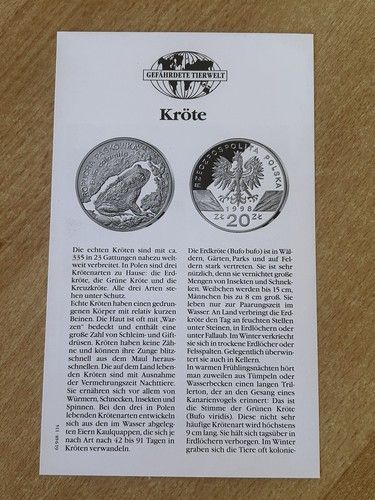 GEFÄHRDETE TIERWELT
Kröte
RZECZPOSPOLITA POLSKA
1998
ZŁ 20 ZŁ
Die echten Kröten sind mit ca.
335 in 23 Gattungen nahezu welt-
weit verbreitet. In Polen sind drei
Krötenarten zu Hause: die Erd-
kröte, die Grüne Kröte und die
Kreuzkröte. Alle drei Arten ste-
hen unter Schutz.
Echte Kröten haben einen gedrun-
genen Körper mit relativ kurzen
Beinen. Die Haut ist oft mit „War-
zen" bedeckt und enthält eine
große Zahl von Schleim- und Gift-
drüsen. Kröten haben keine Zäh-
ne und können ihre Zunge blitz-
schnell aus dem Maul heraus-
schnellen. Die auf dem Land leben-
den Kröten sind mit Ausnahme
der Vermehrungszeit Nachttiere.
Sie ernähren sich vor allem von
Würmern, Schnecken, Insekten und
Spinnen. Bei den drei in Polen
lebenden Krötenarten entwickeln
sich aus den im Wasser abgeleg-
ten Eiern Kaulquappen, die sich je
nach Art nach 42 bis 91 Tagen in
Kröten verwandeln.
Die Erdkröte (Bufo bufo) ist in Wäl-
dern, Gärten, Parks und auf Fel-
dern stark vertreten. Sie ist sehr
nützlich, denn sie vernichtet große
Mengen von Insekten und Schnek-
ken. Weibchen werden bis 15 cm,
Männchen bis zu 8 cm groß. Sie
leben nur zur Paarungszeit im
Wasser. An Land verbringt die Erd-
kröte den Tag an feuchten Stellen
unter Steinen, in Erdlöchern oder
unter Fallaub. Im Winter verkriecht
sie sich in trockene Erdlöcher oder
Felsspalten. Gelegentlich überwin-
tert sie auch in Kellern.
In warmen Frühlingsnächten hört
man zuweilen aus Tümpeln oder
Wasserbecken einen langen Tril-
lerton, der an den Gesang eines
Kanarienvogels erinnert: Das ist
die Stimme der Grünen Kröte
(Bufo viridis). Diese nicht sehr
häufige Krötenart wird höchstens
9 cm lang. Sie hält sich tagsüber in
Erdlöchern verborgen. Im Winter
graben sich die Tiere oft kolonie-